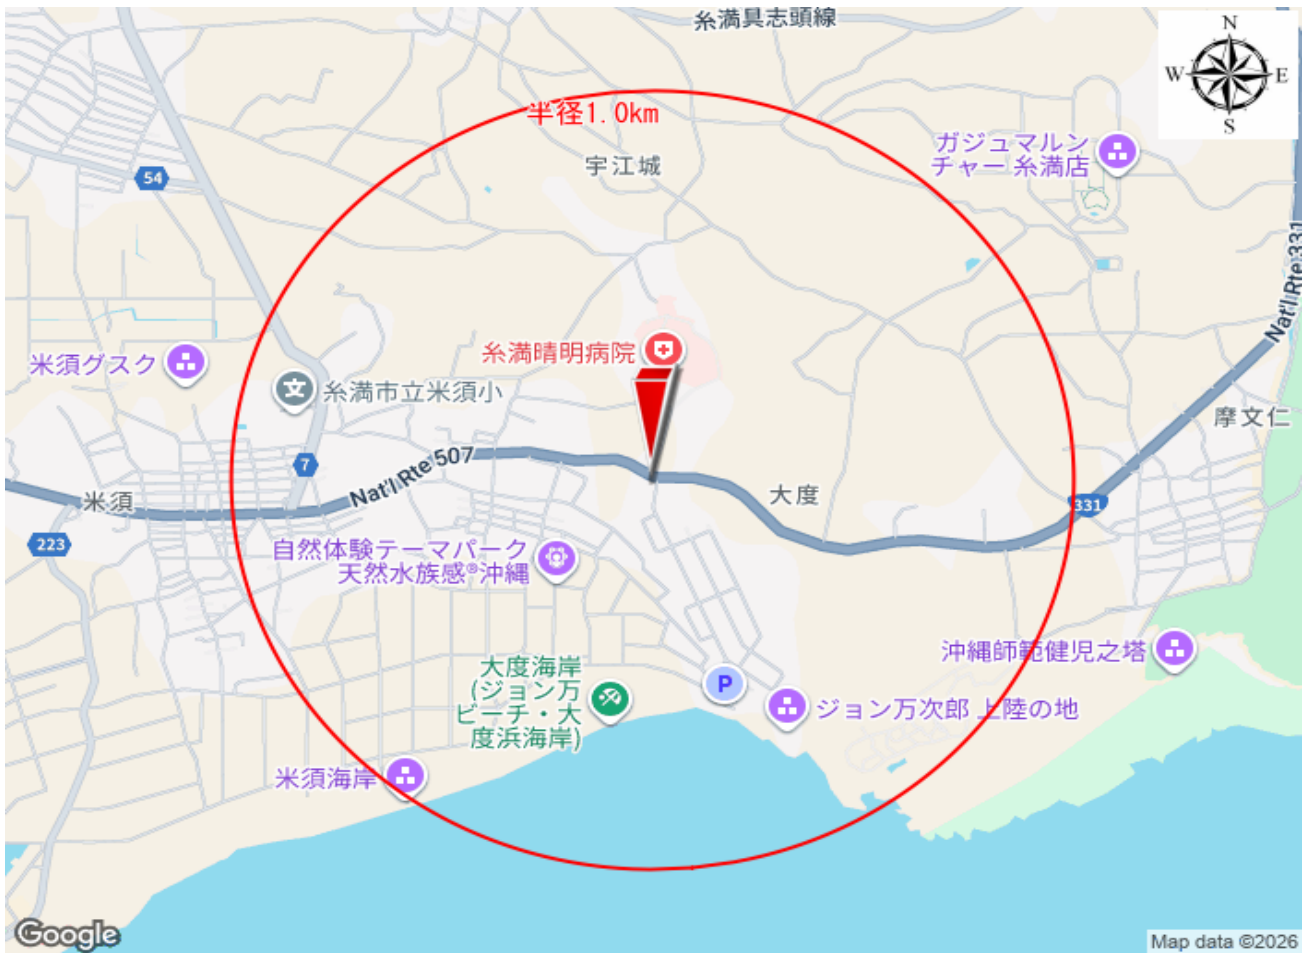 糸満具志頭線
N
W E
S
半径1.0km
宇江城
ガジュマルン
チャー 糸満店
54
Nat'l Rte 331
糸満晴明病院
米須グスク
糸満市立米須小
摩文仁
7
Nat'l Rte 507
米須
大度
331
223
自然体験テーマパーク
天然水族感®沖縄
沖縄師範健児之塔
大度海岸
(ジョン万
ビーチ・大
度浜海岸)
P
ジョン万次郎 上陸の地
米須海岸
Google
Map data ©2026